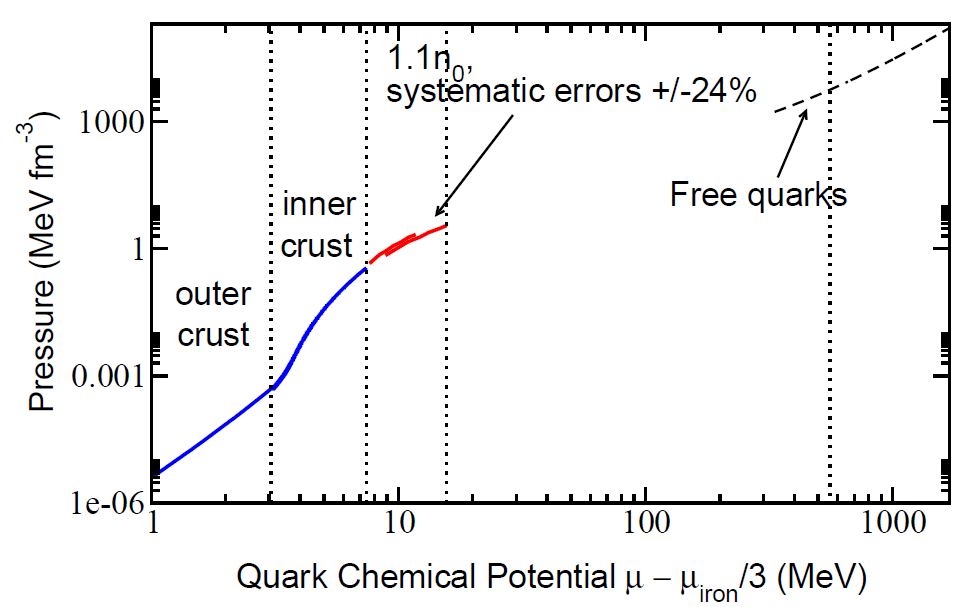 1.1n₀,
systematic errors +/-24%
1000
Free quarks
inner
crust
1
outer
crust
0.001
1e-06
1
10
100
1000
Pressure (MeV fm⁻³)
Quark Chemical Potential μ − μ_iron/3 (MeV)